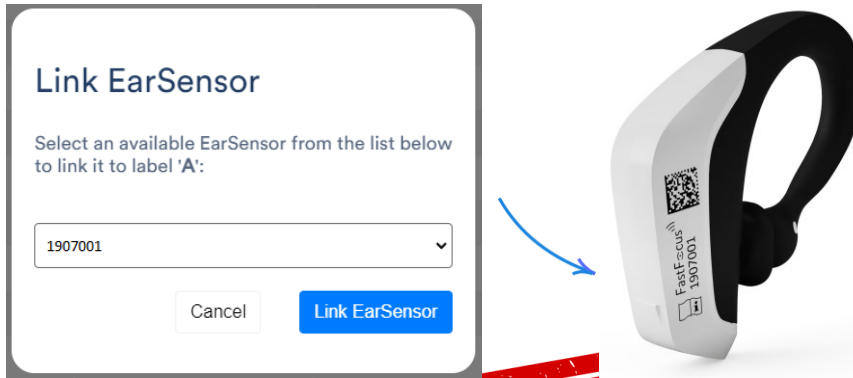 Link EarSensor
Select an available EarSensor from the list below
to link it to label 'A':
1907001
Cancel
Link EarSensor
FastFocus
1907001